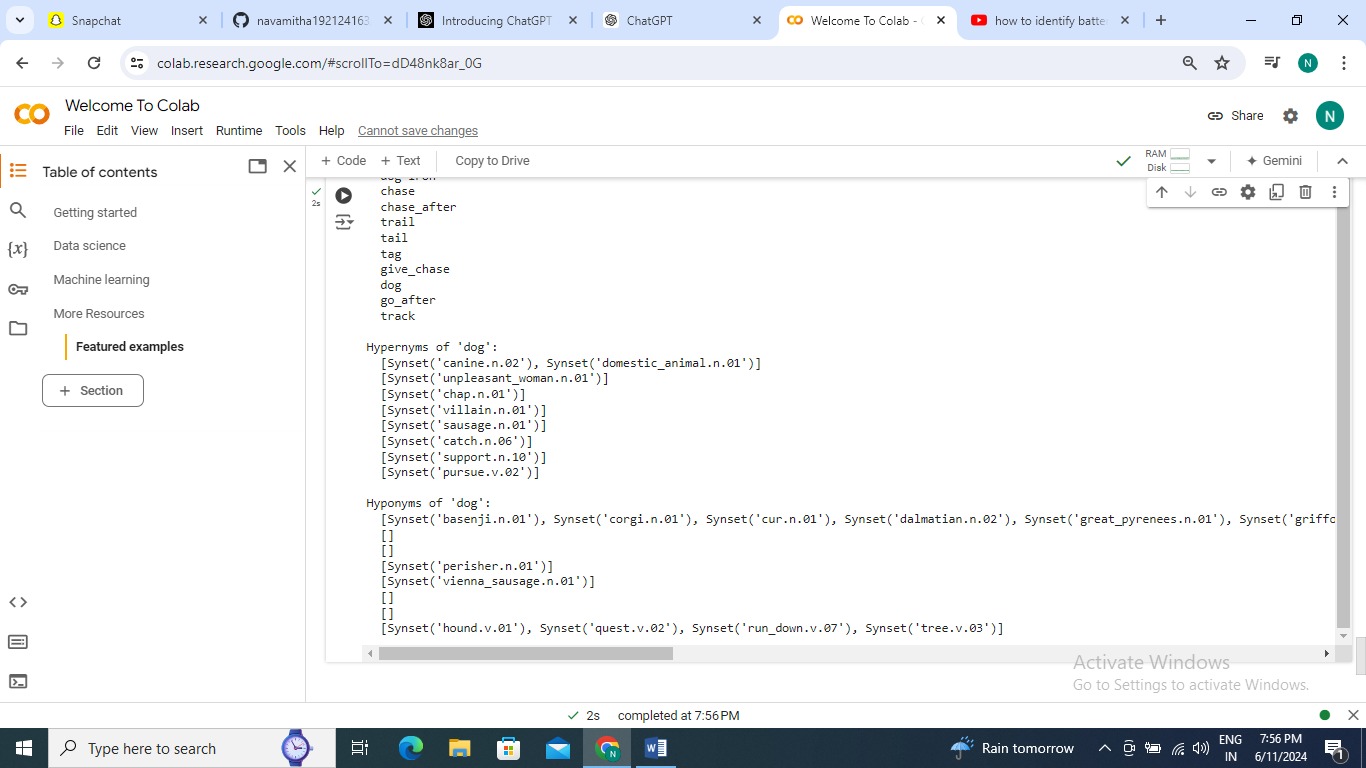 Snapchat
navamitha192124163
Introducing ChatGPT
ChatGPT
Welcome To Colab -
how to identify batte
colab.research.google.com/#scrollTo=dD48nk8ar_0G
Welcome To Colab
File Edit View Insert Runtime Tools Help Cannot save changes
Share
N
N
+ Code + Text Copy to Drive
RAM
Disk
Gemini
Table of contents
Getting started
Data science
Machine learning
More Resources
Featured examples
+ Section
{x}
2s
chase
chase_after
trail
tail
tag
give_chase
dog
go_after
track
Hypernyms of 'dog':
[Synset('canine.n.02'), Synset('domestic_animal.n.01')]
[Synset('unpleasant_woman.n.01')]
[Synset('chap.n.01')]
[Synset('villain.n.01')]
[Synset('sausage.n.01')]
[Synset('catch.n.06')]
[Synset('support.n.10')]
[Synset('pursue.v.02')]
Hyponyms of 'dog':
[Synset('basenji.n.01'), Synset('corgi.n.01'), Synset('cur.n.01'), Synset('dalmatian.n.02'), Synset('great_pyrenees.n.01'), Synset('griffo
[]
[]
[Synset('perisher.n.01')]
[Synset('vienna_sausage.n.01')]
[]
[]
[Synset('hound.v.01'), Synset('quest.v.02'), Synset('run_down.v.07'), Synset('tree.v.03')]
Activate Windows
Go to Settings to activate Windows.
2s completed at 7:56 PM
Type here to search
Rain tomorrow
ENG
IN
7:56 PM
6/11/2024
1